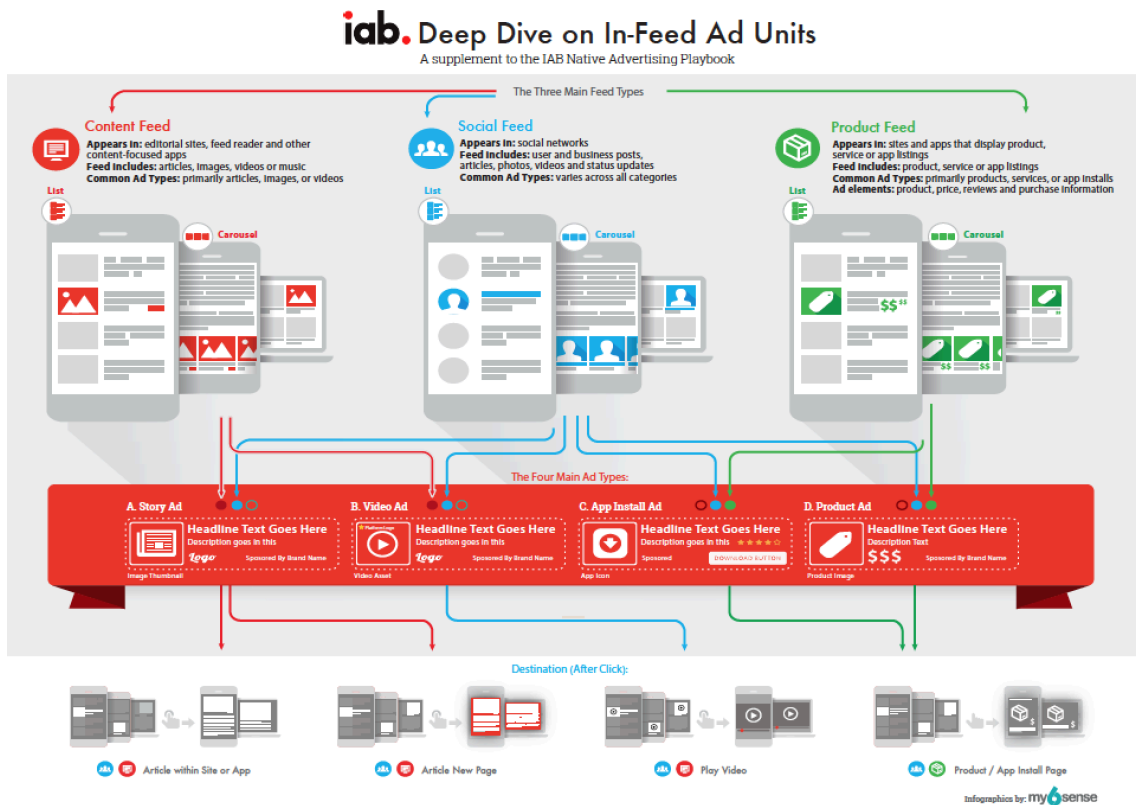 iab. Deep Dive on In-Feed Ad Units
A supplement to the IAB Native Advertising Playbook
The Three Main Feed Types
Content Feed
Appears in: editorial sites, feed reader and other
content-focused apps
Feed includes: articles, images, videos or music
Common Ad Types: primarily articles, images, or videos
List
Carousel
Social Feed
Appears in: social networks
Feed includes: user and business posts,
articles, photos, videos and status updates
Common Ad Types: varies across all categories
Carousel
Product Feed
Appears in: sites and apps that display product,
service or app listings
Feed includes: product, service or app listings
Common Ad Types: primarily products, services, or app installs
Ad elements: product, price, reviews and purchase information
List
Carousel
$$ $$
$$ $$
The Four Main Ad Types:
A. Story Ad
Headline Text Goes Here
Description goes in this
Logo Sposored By Brand Name
Image Thumbnail
B. Video Ad
Headline Text Goes Here
Description goes in this
Logo Sposored By Brand Name
Video Asset
C. App Install Ad
Headline Text Goes Here
Description goes in this
Sposored DOWNLOAD BUTTON
App Icon
D. Product Ad
Headline Text Goes Here
Description Text
$$$ Sposored By Brand Name
Product Image
Destination (After Click):
Article within Site or App
Article New Page
Play Video
$ $
Product / App Install Page
Infographics by: my6sense